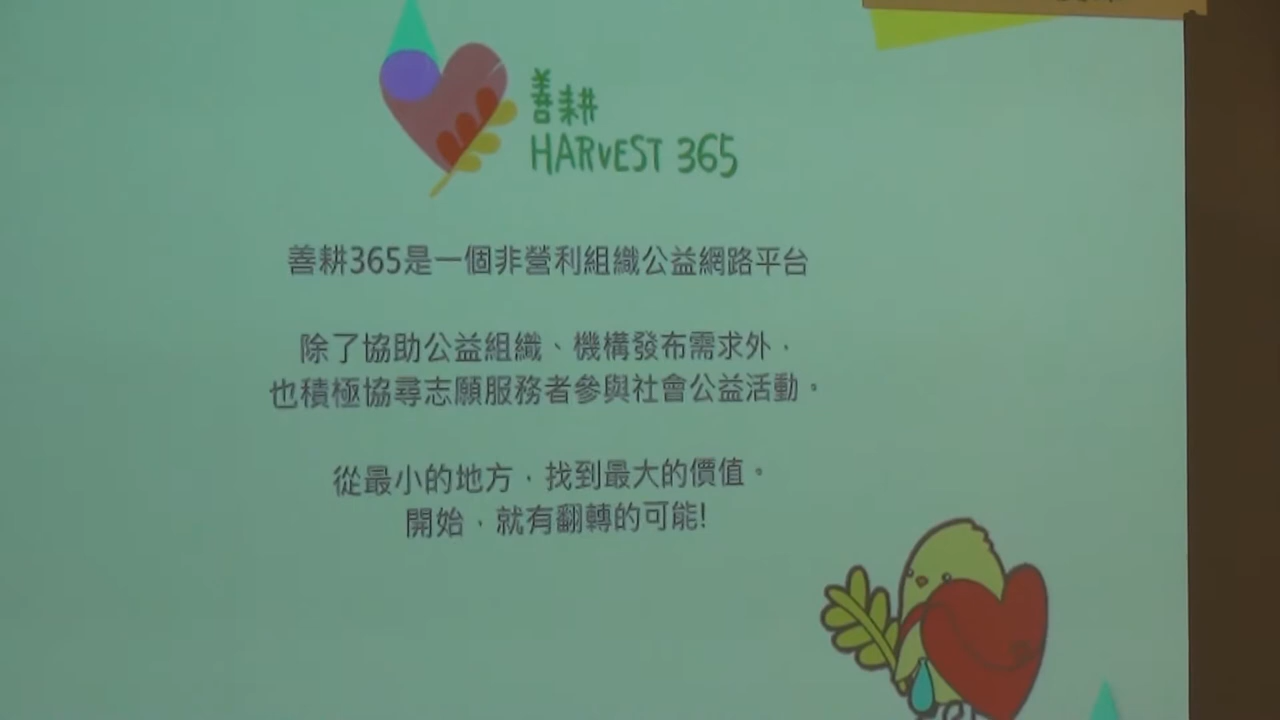 善耕
HARVEST 365
善耕365是一個非營利組織公益網路平台
除了協助公益組織、機構發布需求外，
也積極協尋志願服務者參與社會公益活動。
從最小的地方，找到最大的價值。
開始，就有翻轉的可能!